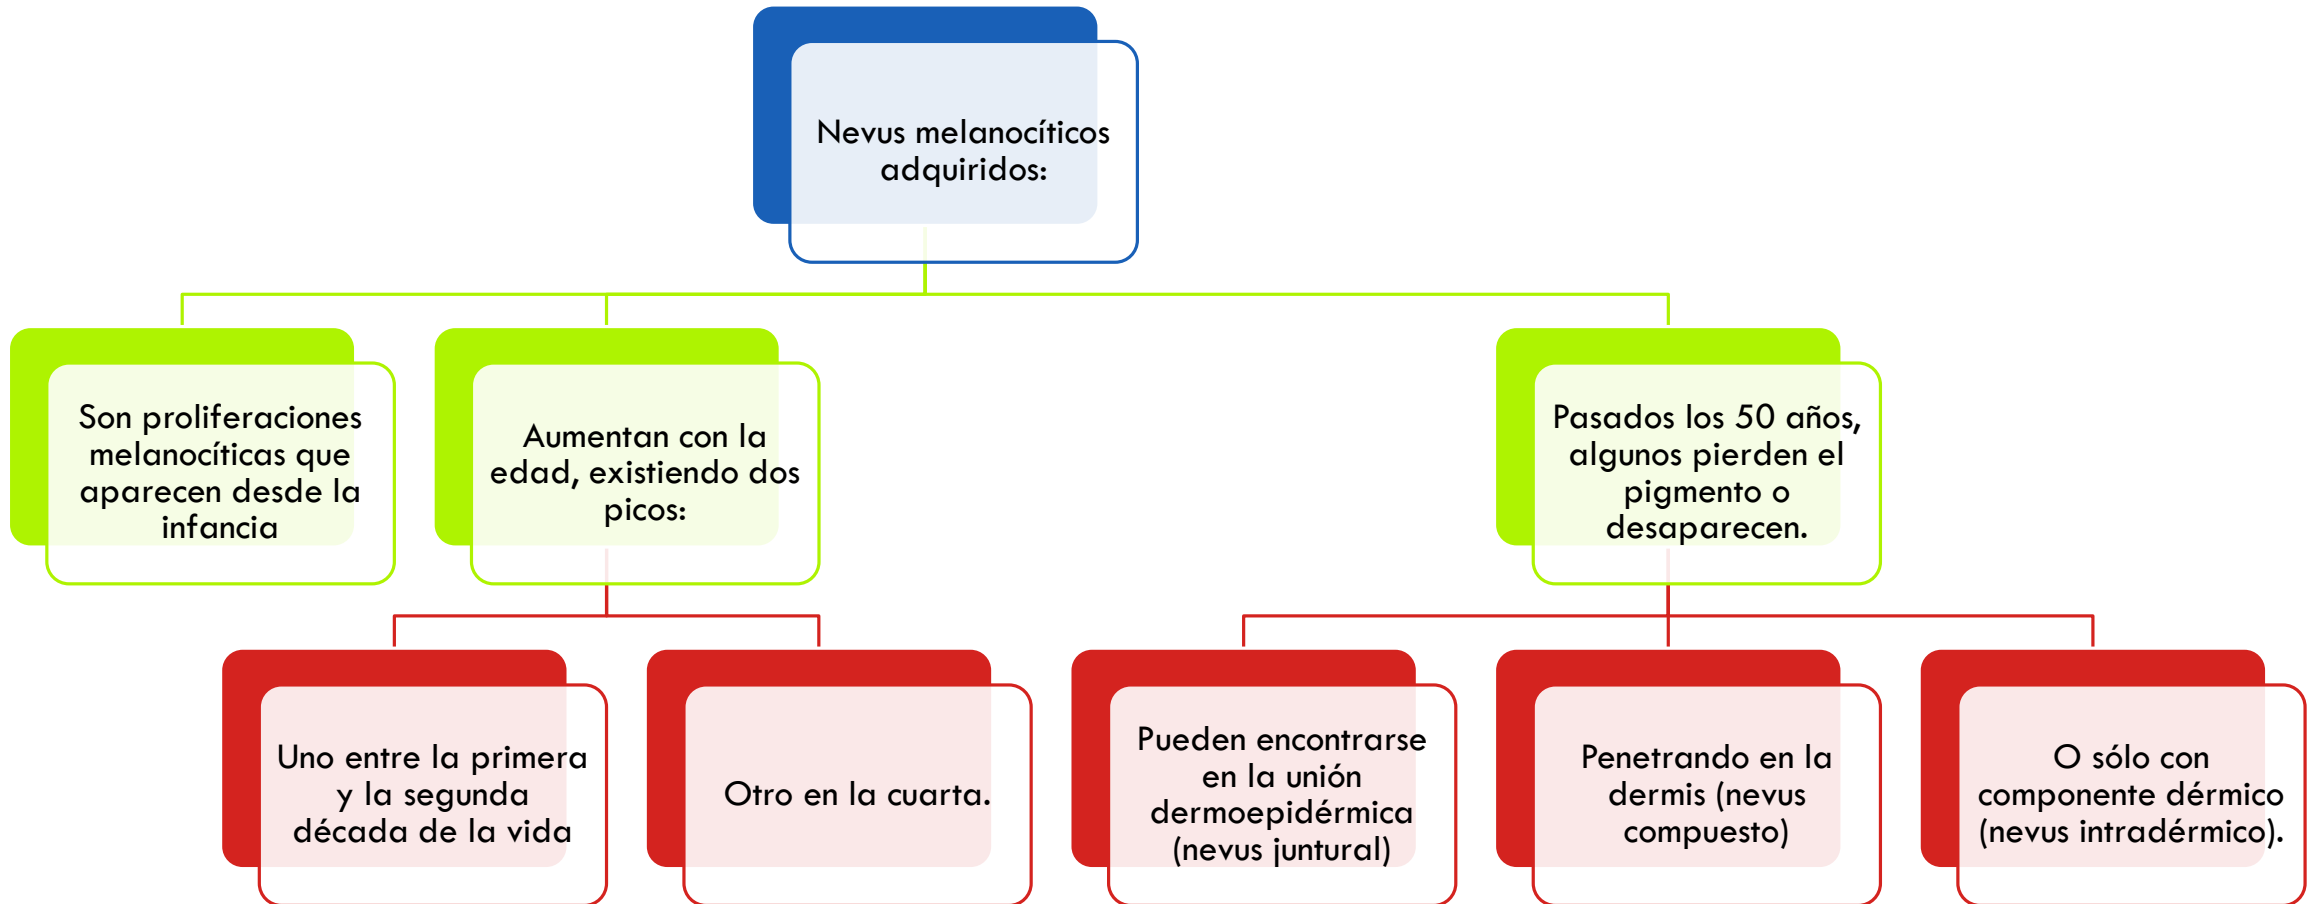 Nevus melanocíticos
adquiridos:
Son proliferaciones
melanocíticas que
aparecen desde la
infancia
Aumentan con la
edad, existiendo dos
picos:
Pasados los 50 años,
algunos pierden el
pigmento o
desaparecen.
Uno entre la primera
y la segunda
década de la vida
Otro en la cuarta.
Pueden encontrarse
en la unión
dermoepidérmica
(nevus juntural)
Penetrando en la
dermis (nevus
compuesto)
O sólo con
componente dérmico
(nevus intradérmico).